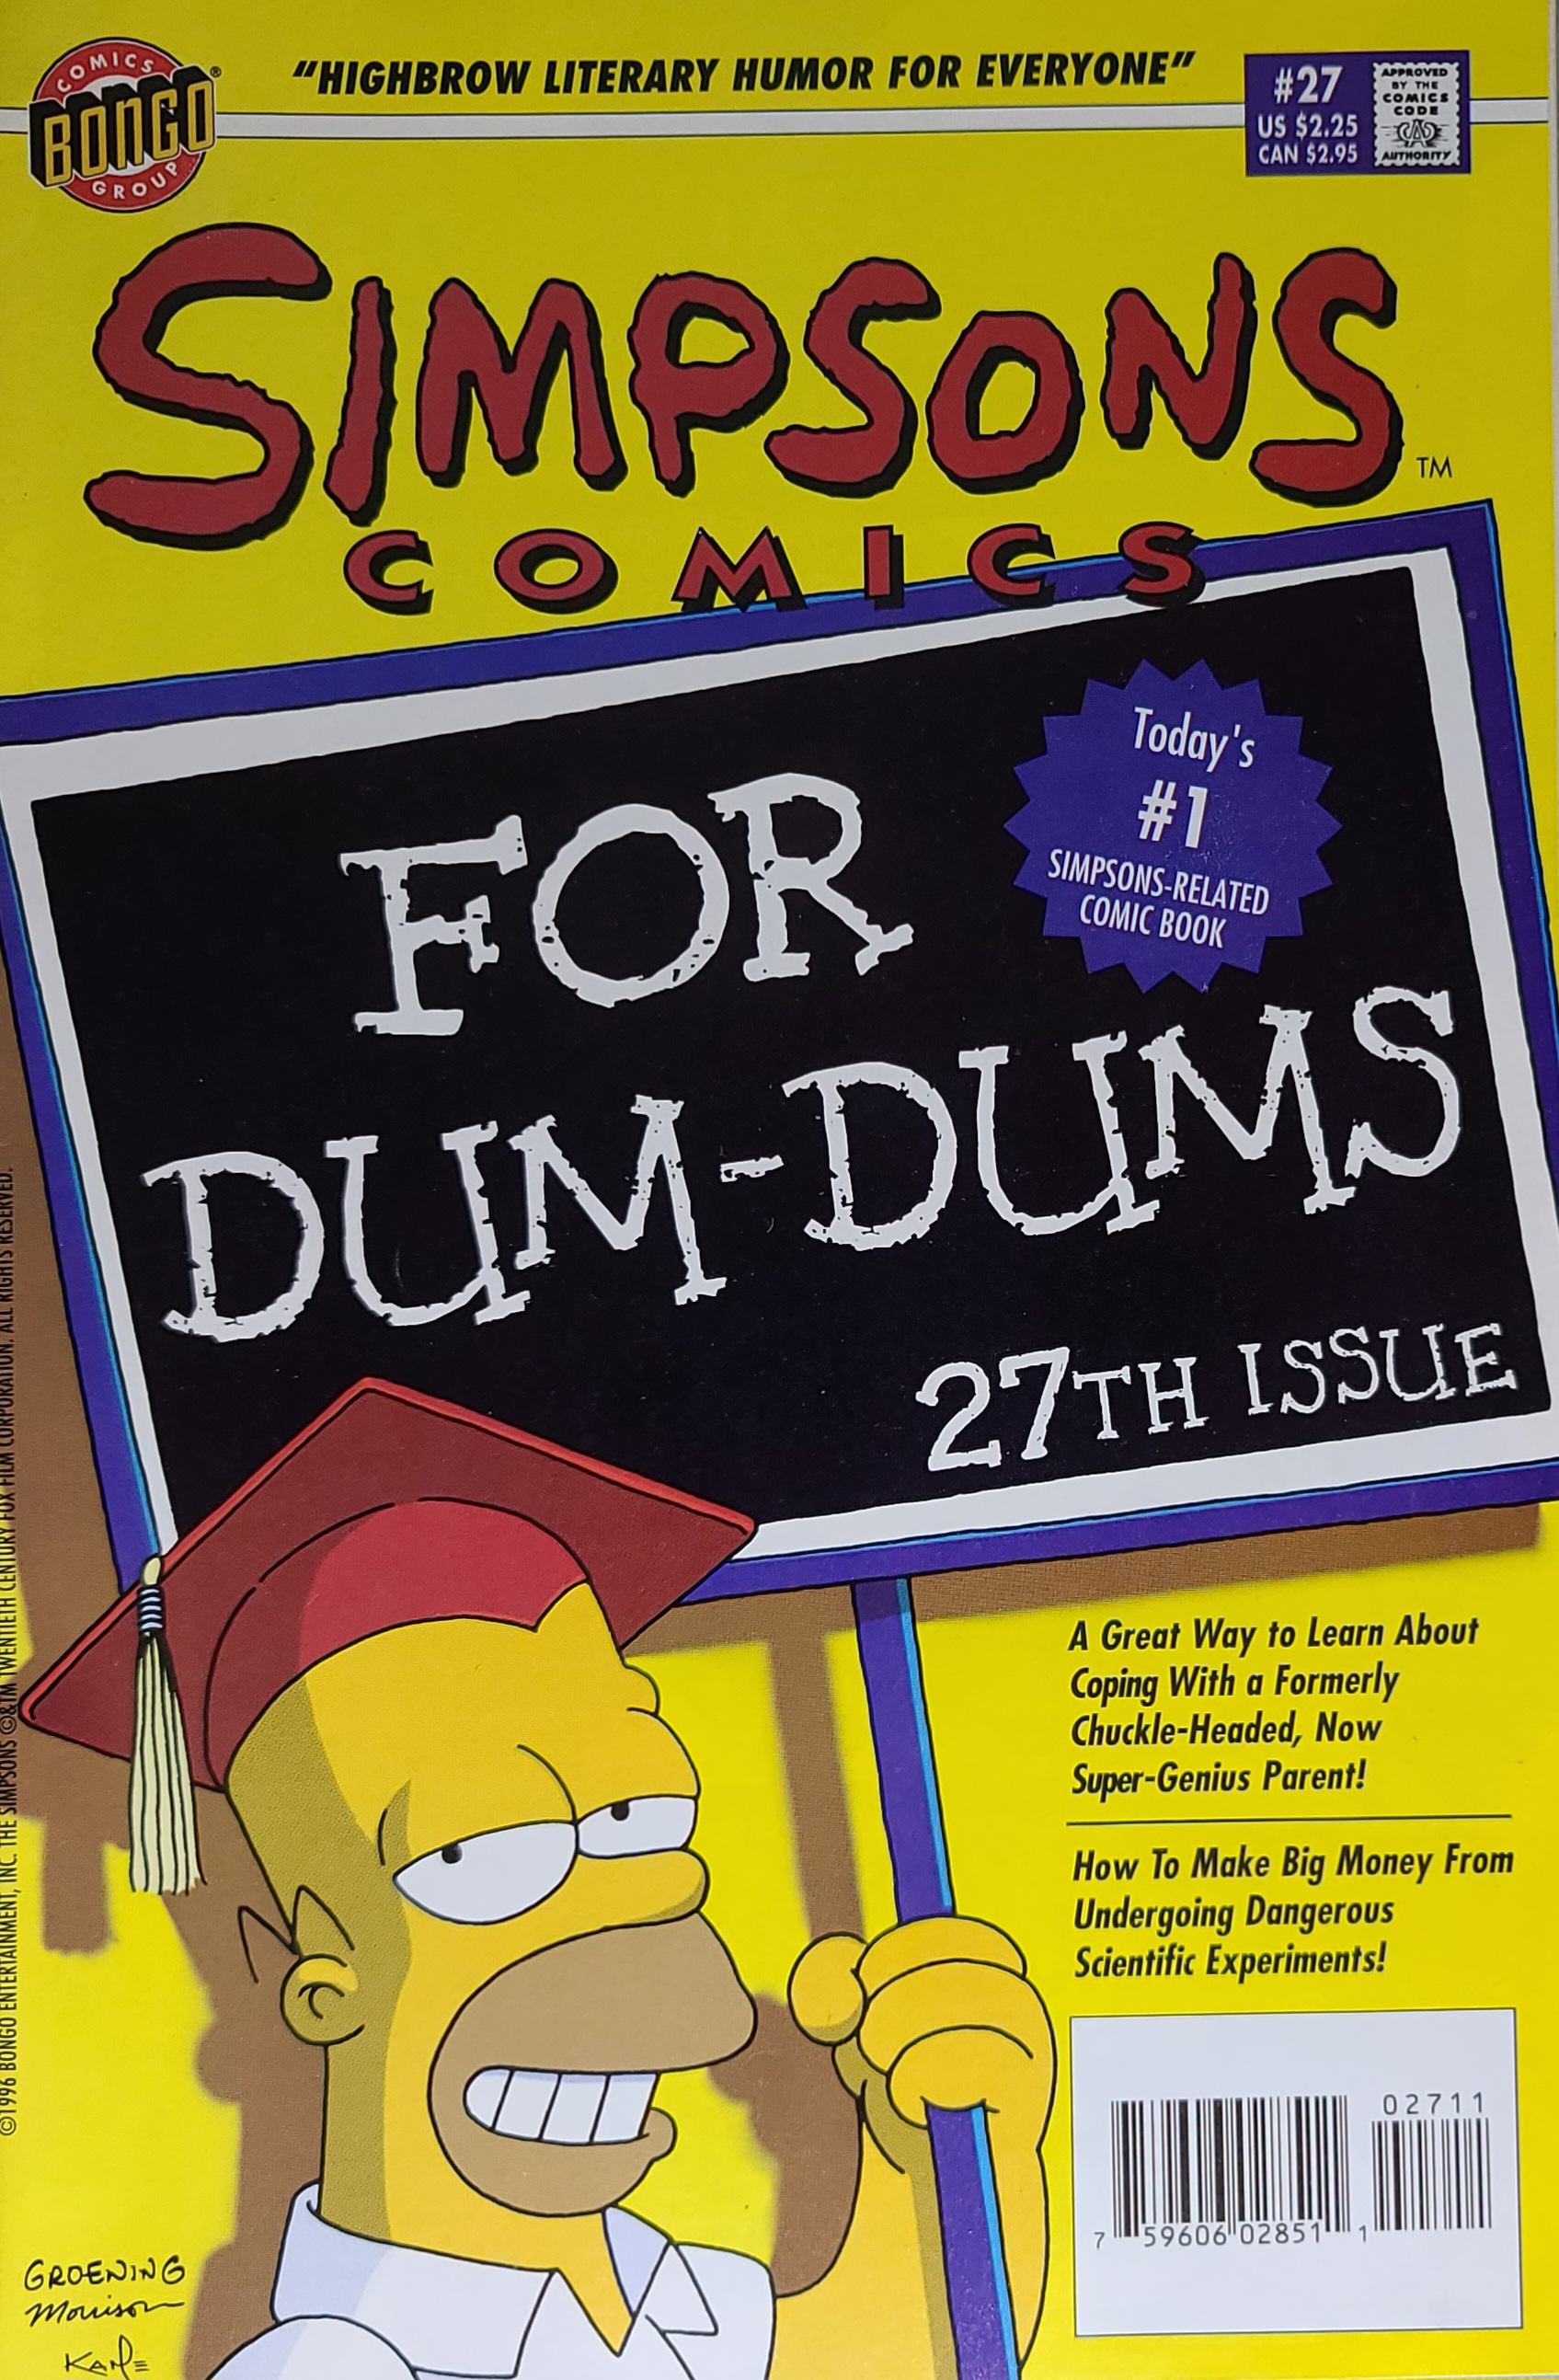 COMICS
BONGO®
GROUP
"HIGHBROW LITERARY HUMOR FOR EVERYONE"
#27
US $2.25
CAN $2.95
APPROVED
BY THE
COMICS
CODE
CA
AUTHORITY
SIMPSONS™
COMICS
Today's
#1
SIMPSONS-RELATED
COMIC BOOK
FOR
DUM-DUMS
27TH ISSUE
A Great Way to Learn About
Coping With a Formerly
Chuckle-Headed, Now
Super-Genius Parent!
How To Make Big Money From
Undergoing Dangerous
Scientific Experiments!
02711
7 59606 02851 1
©1996 BONGO ENTERTAINMENT, INC. THE SIMPSONS ©&TM TWENTIETH CENTURY FOX FILM CORPORATION. ALL RIGHTS RESERVED.
GROENING
Morrison